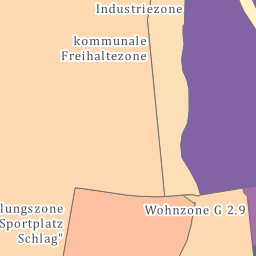 Industriezone
kommunale
Freihaltezone
lungszone
Sportplatz
Schlag"
Wohnzone G 2.9